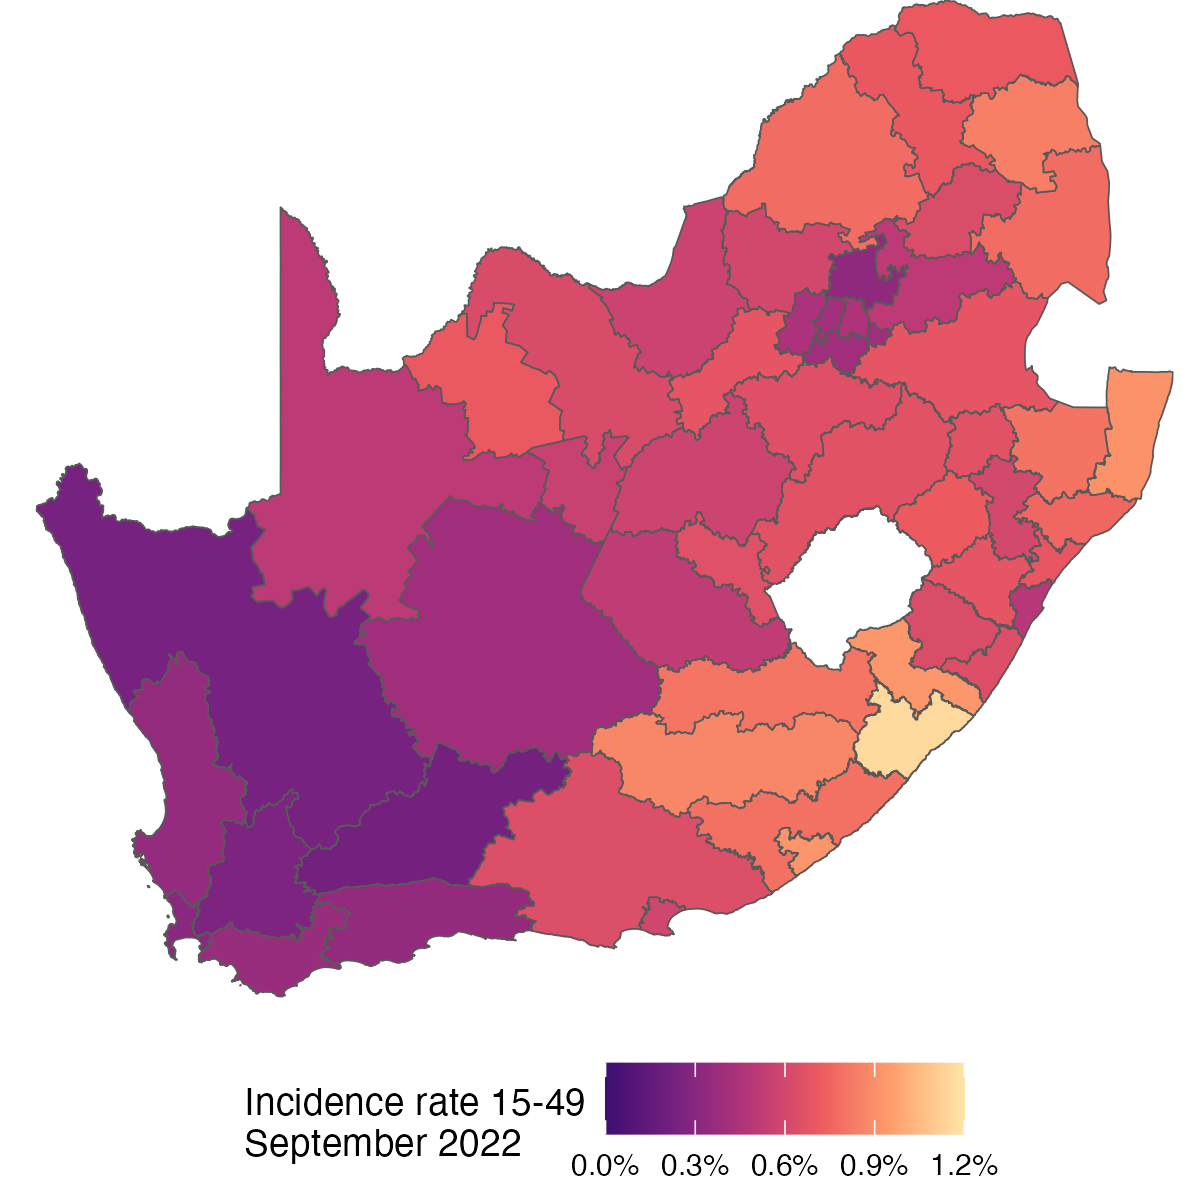 Incidence rate 15-49
September 2022
0.0% 0.3% 0.6% 0.9% 1.2%